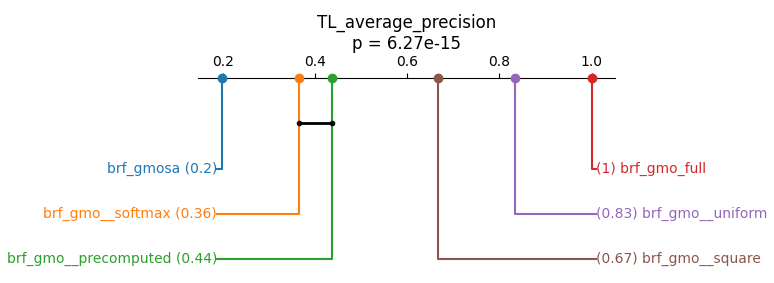 TL_average_precision
p = 6.27e-15
0.2 0.4 0.6 0.8 1.0
brf_gmosa (0.2) (1) brf_gmo_full
brf_gmo__softmax (0.36) (0.83) brf_gmo__uniform
brf_gmo__precomputed (0.44) (0.67) brf_gmo__square